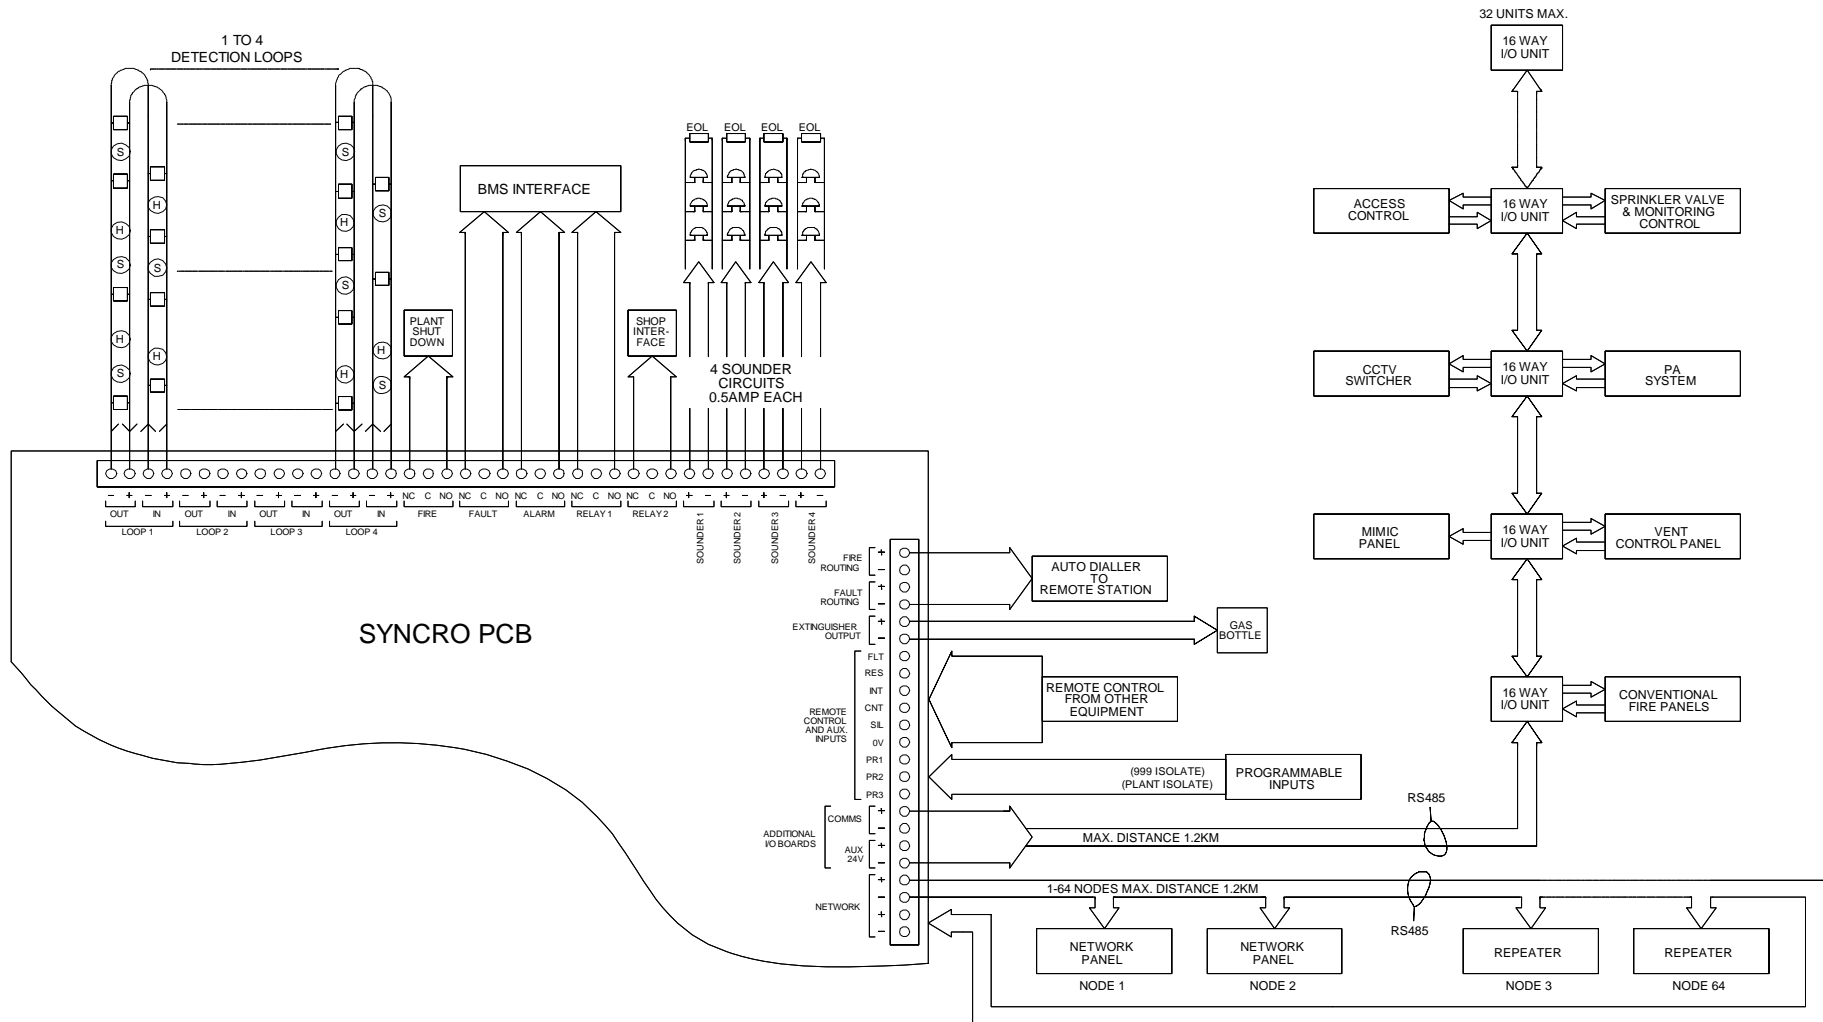 32 UNITS MAX.
1 TO 4
DETECTION LOOPS
16 WAY
I/O UNIT
EOL EOL EOL EOL
S S
H S
H H
S S S
H H H
S H S
BMS INTERFACE
ACCESS
CONTROL
16 WAY
I/O UNIT
SPRINKLER VALVE
& MONITORING
CONTROL
PLANT
SHUT
DOWN
SHOP
INTER-
FACE
4 SOUNDER
CIRCUITS
0.5AMP EACH
CCTV
SWITCHER
16 WAY
I/O UNIT
PA
SYSTEM
− + − + − + − + − + − + − + − + NC C NO NC C NO NC C NO NC C NO NC C NO + − + − + − + −
OUT IN OUT IN OUT IN OUT IN FIRE FAULT ALARM RELAY 1 RELAY 2
LOOP 1 LOOP 2 LOOP 3 LOOP 4
SOUNDER 1
SOUNDER 2
SOUNDER 3
SOUNDER 4
MIMIC
PANEL
16 WAY
I/O UNIT
VENT
CONTROL PANEL
SYNCRO PCB
FIRE
ROUTING
+
−
FAULT
ROUTING
+
−
EXTINGUISHER
OUTPUT
+
−
AUTO DIALLER
TO
REMOTE STATION
GAS
BOTTLE
REMOTE
CONTROL
AND AUX.
INPUTS
FLT
RES
INT
CNT
SIL
0V
PR1
PR2
PR3
REMOTE CONTROL
FROM OTHER
EQUIPMENT
16 WAY
I/O UNIT
CONVENTIONAL
FIRE PANELS
(999 ISOLATE)
(PLANT ISOLATE)
PROGRAMMABLE
INPUTS
ADDITIONAL
I/O BOARDS
COMMS
+
−
AUX
24V
+
−
RS485
MAX. DISTANCE 1.2KM
NETWORK
+
−
+
−
1-64 NODES MAX. DISTANCE 1.2KM
RS485
NETWORK
PANEL
NODE 1
NETWORK
PANEL
NODE 2
REPEATER
NODE 3
REPEATER
NODE 64